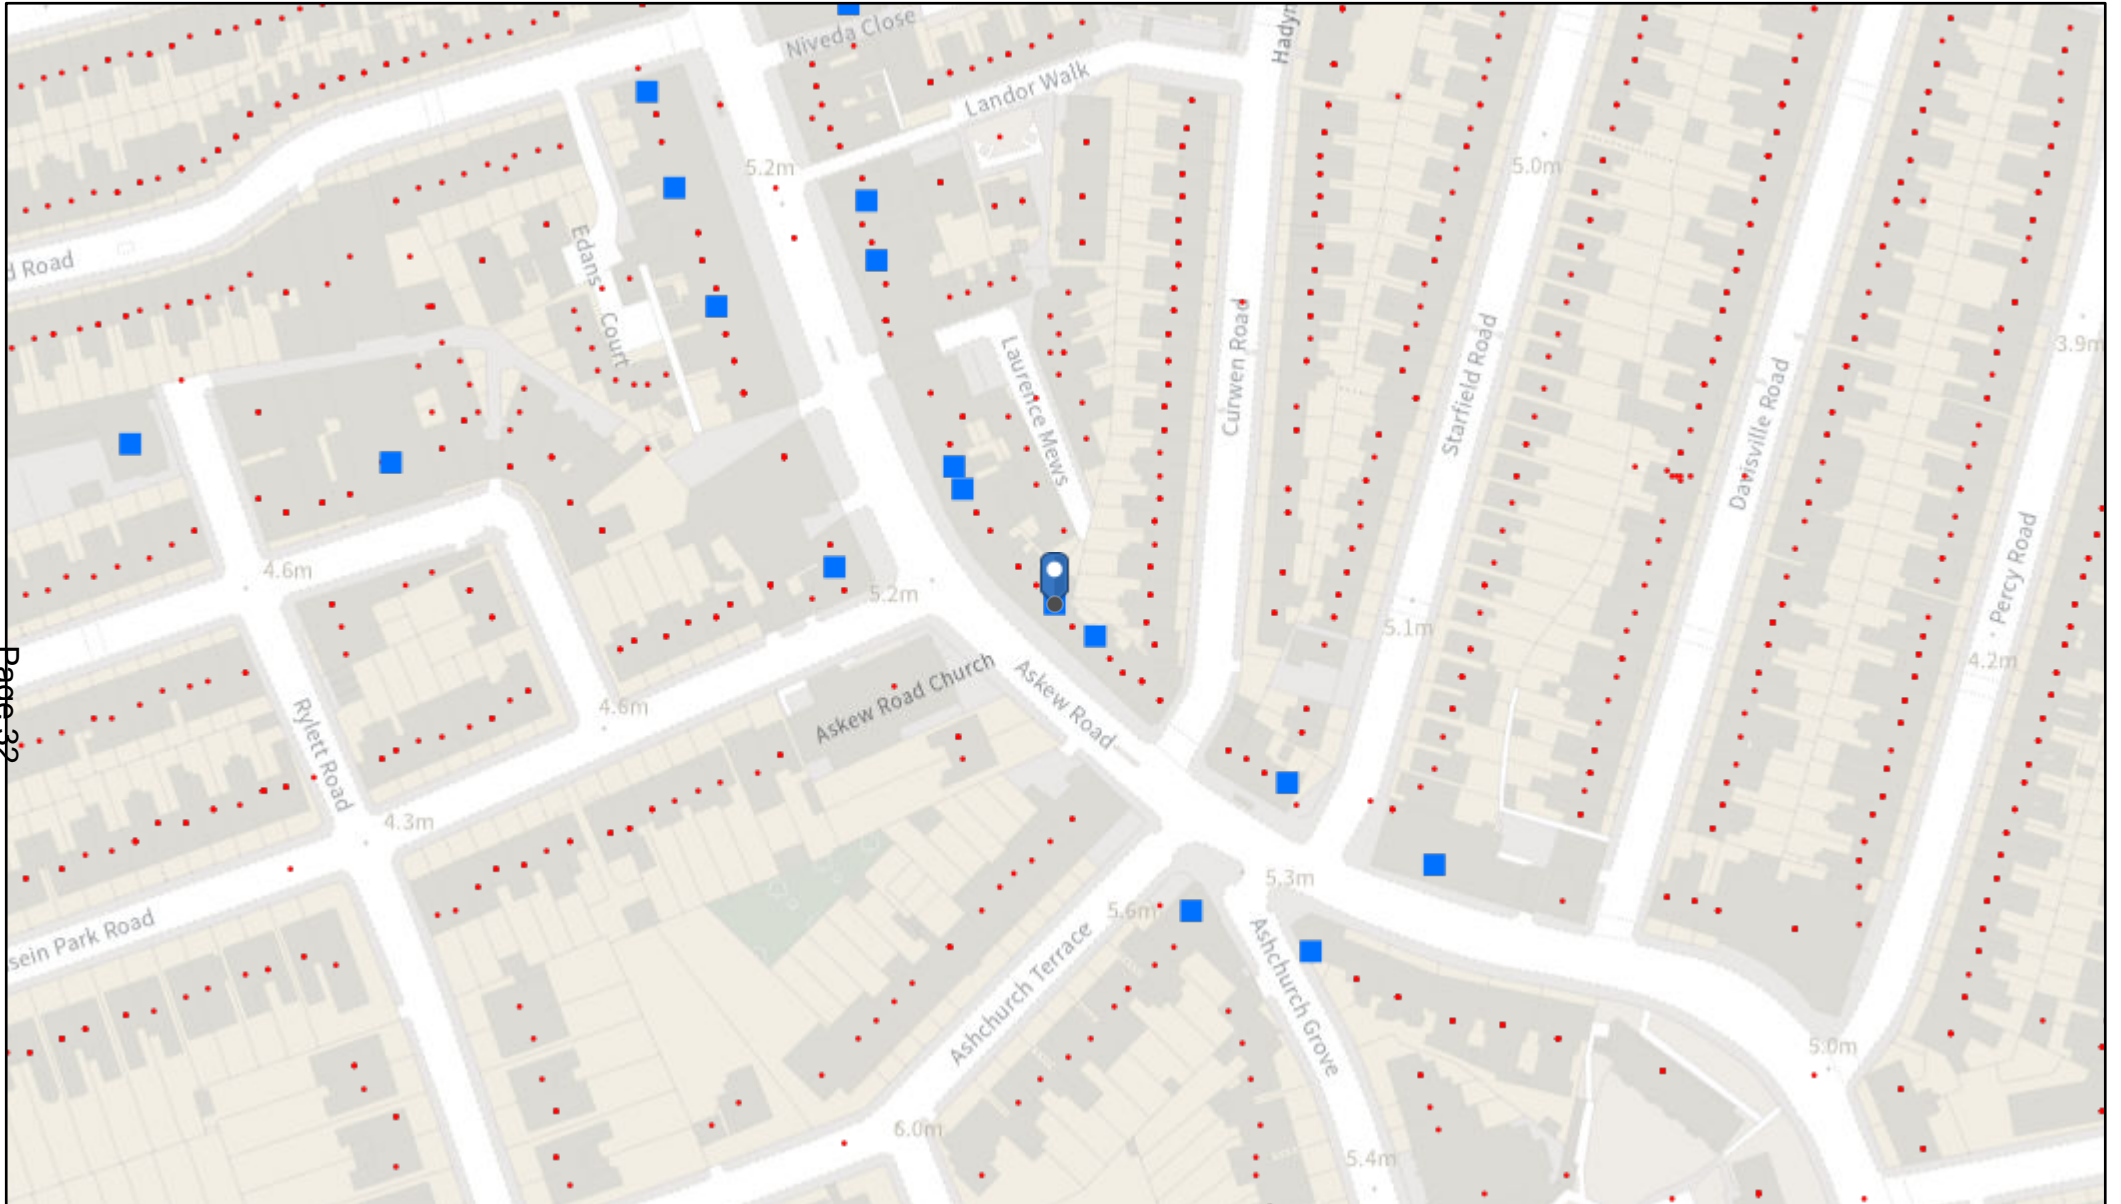 Niveda Close
Landor Walk
5.2m
5.0m
Edans Court
d Road
Laurence Mews
Curwen Road
Starfield Road
Davisville Road
3.9m
Percy Road
4.6m
5.2m
5.1m
4.2m
Page 32
Rylett Road
4.6m
Askew Road Church
Askew Road
4.3m
5.3m
5.6m
sein Park Road
Ashchurch Terrace
Ashchurch Grove
5.0m
6.0m
5.4m